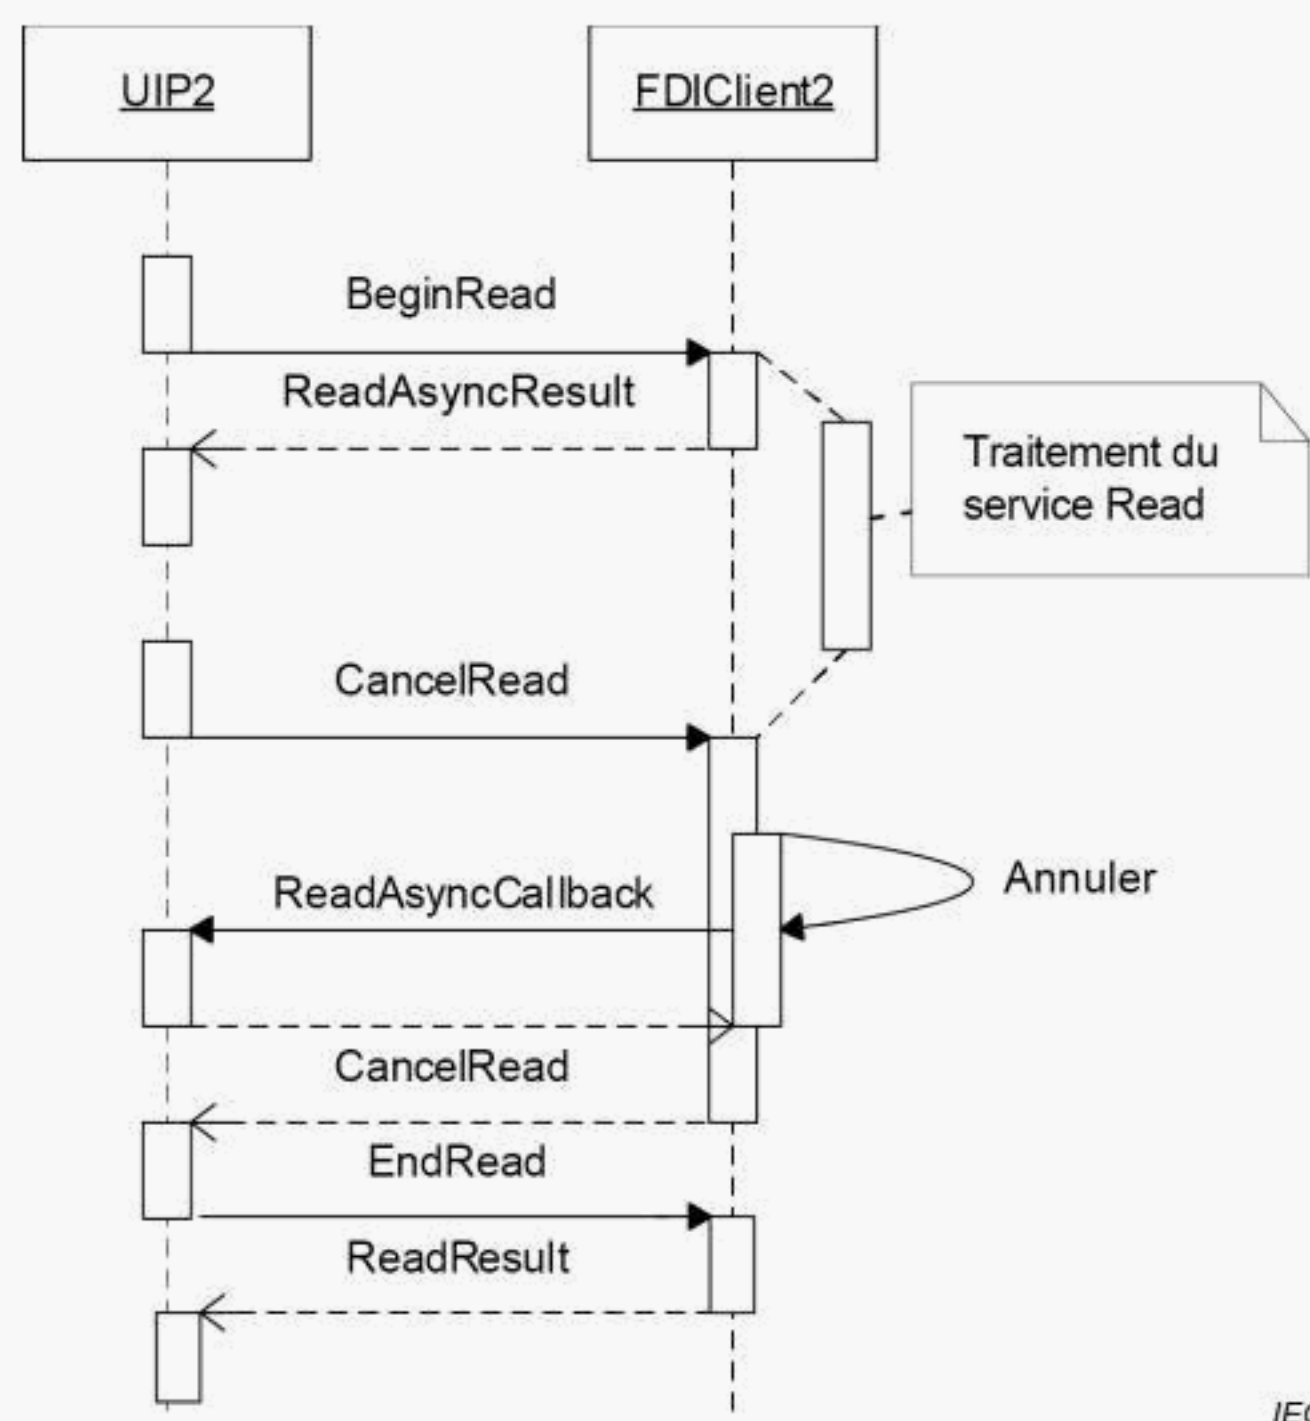 UIP2
FDIClient2
BeginRead
ReadAsyncResult
Traitement du
service Read
CancelRead
Annuler
ReadAsyncCallback
CancelRead
EndRead
ReadResult